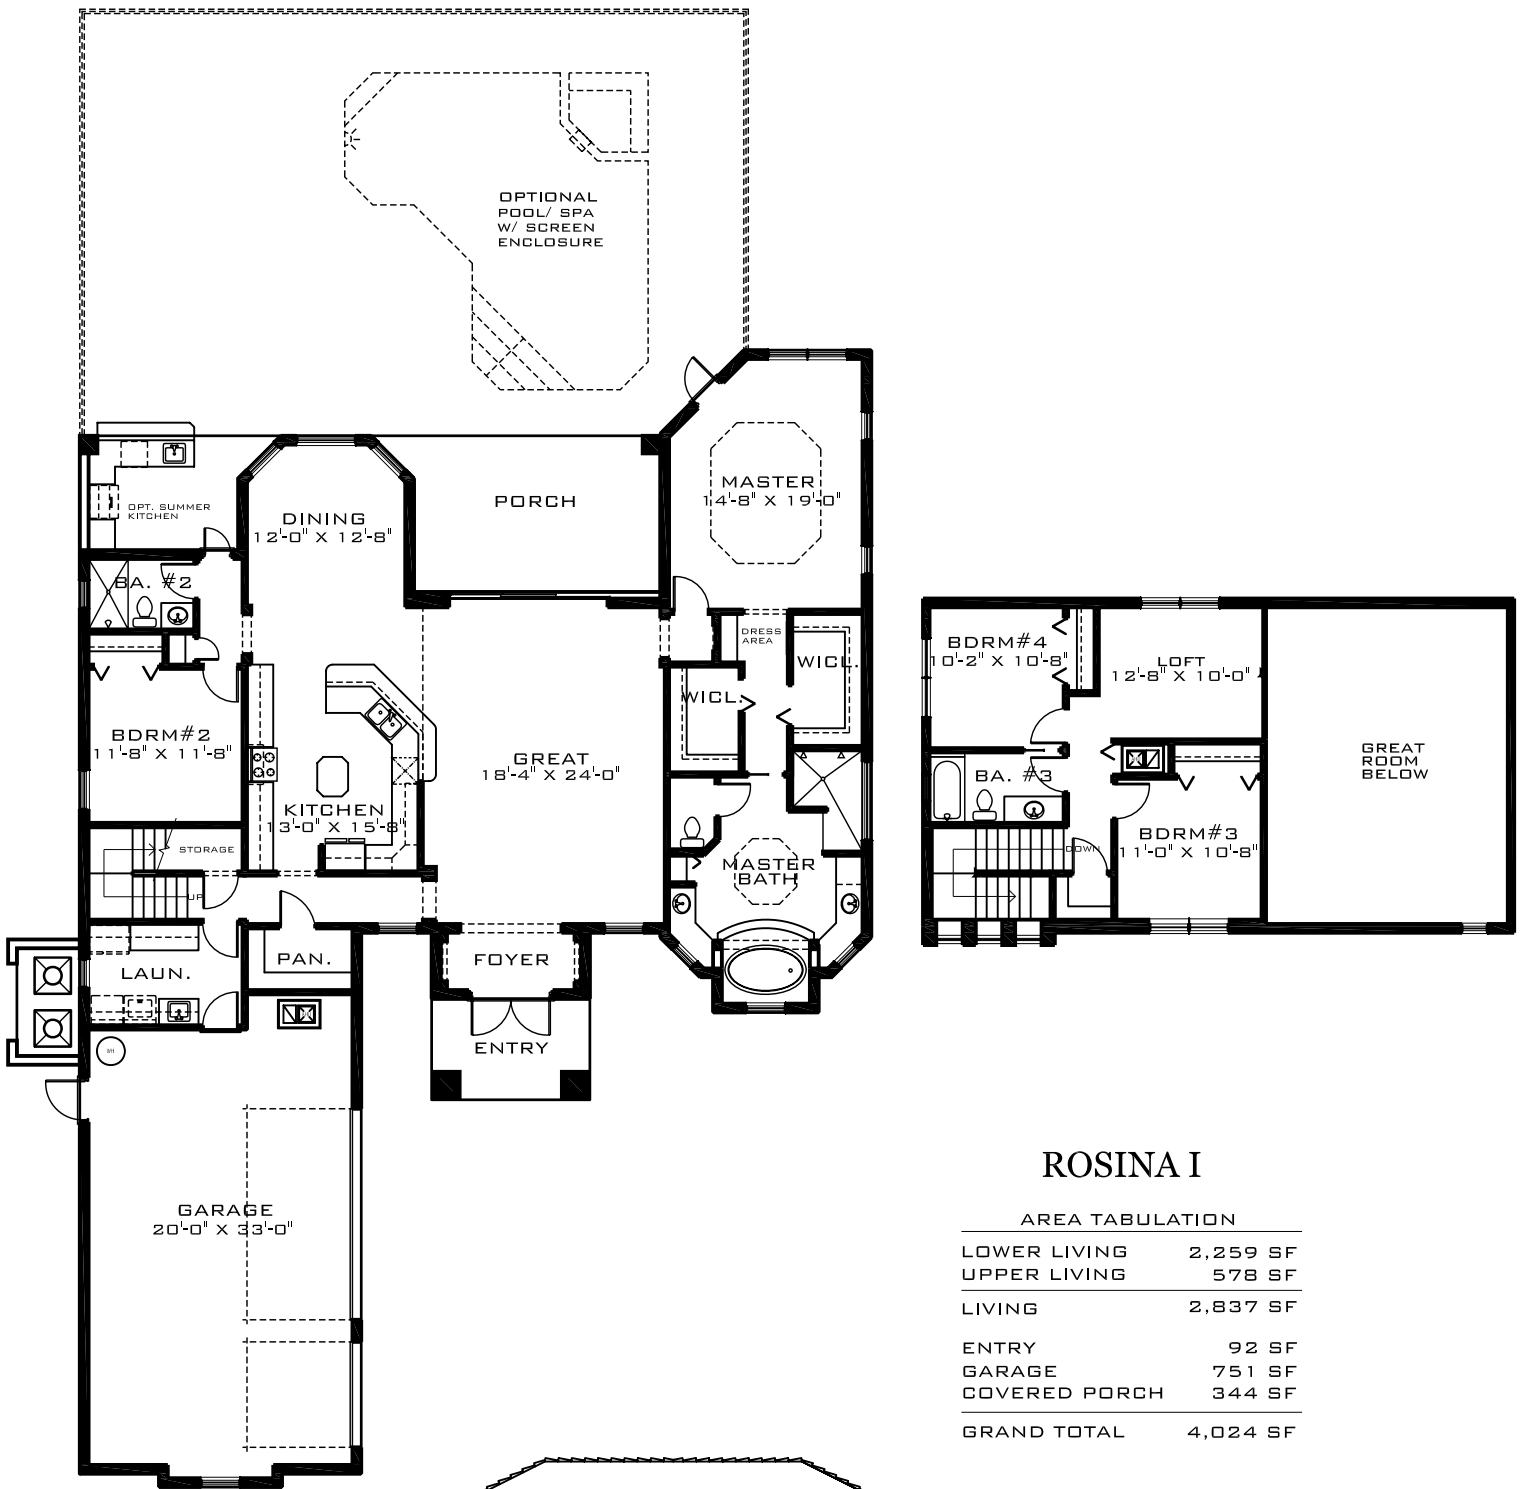 OPTIONAL
POOL/ SPA
W/ SCREEN
ENCLOSURE
OPT. SUMMER
KITCHEN
DINING
12'-0" X 12'-8"
PORCH
MASTER
14'-8" X 19'-0"
BA. #2
DRESS
AREA
WICL.
WICL.
BDRM#2
11'-8" X 11'-8"
GREAT
18'-4" X 24'-0"
KITCHEN
13'-0" X 15'-8"
STORAGE
UP
MASTER
BATH
LAUN.
PAN.
FOYER
ENTRY
WH
GARAGE
20'-0" X 33'-0"
BDRM#4
10'-2" X 10'-8"
LOFT
12'-8" X 10'-0"
GREAT
ROOM
BELOW
BA. #3
BDRM#3
11'-0" X 10'-8"
DOWN
ROSINA I
AREA TABULATION
LOWER LIVING 2,259 SF
UPPER LIVING 578 SF
LIVING 2,837 SF
ENTRY 92 SF
GARAGE 751 SF
COVERED PORCH 344 SF
GRAND TOTAL 4,024 SF